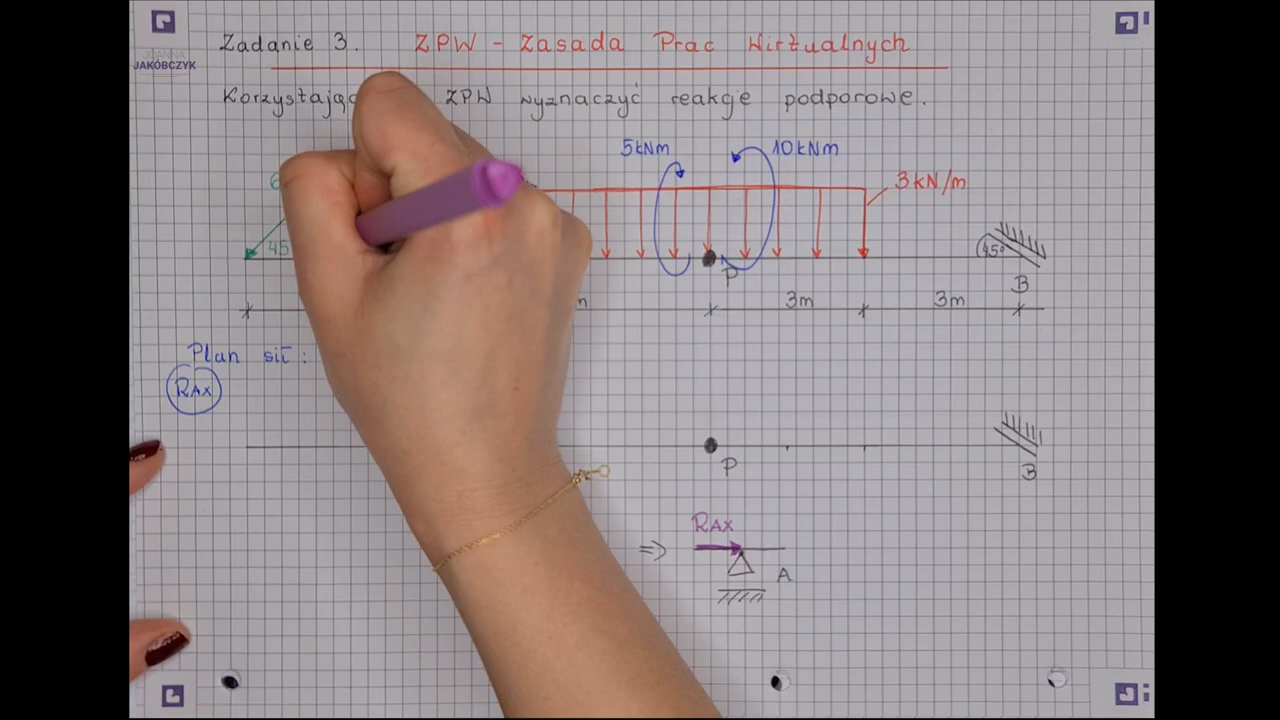 Zadanie 3. ZPW - Zasada Prac Wirtualnych
JOANNA
JAKÓBCZYK
ZPW wyznaczyć reakcje podporowe.
5kNm 10kNm
3kN/m
45
45°
P
B
3m 3m
Plan sił:
RAX
P
B
RAX
=>
A